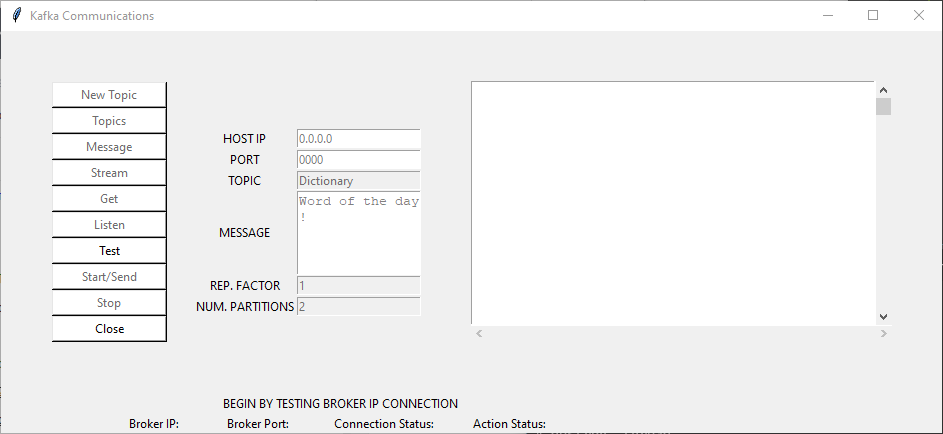 Kafka Communications
New Topic
Topics
Message
Stream
Get
Listen
Test
Start/Send
Stop
Close
HOST IP 0.0.0.0
PORT 0000
TOPIC Dictionary
MESSAGE Word of the day
!
REP. FACTOR 1
NUM. PARTITIONS 2
BEGIN BY TESTING BROKER IP CONNECTION
Broker IP: Broker Port: Connection Status: Action Status: